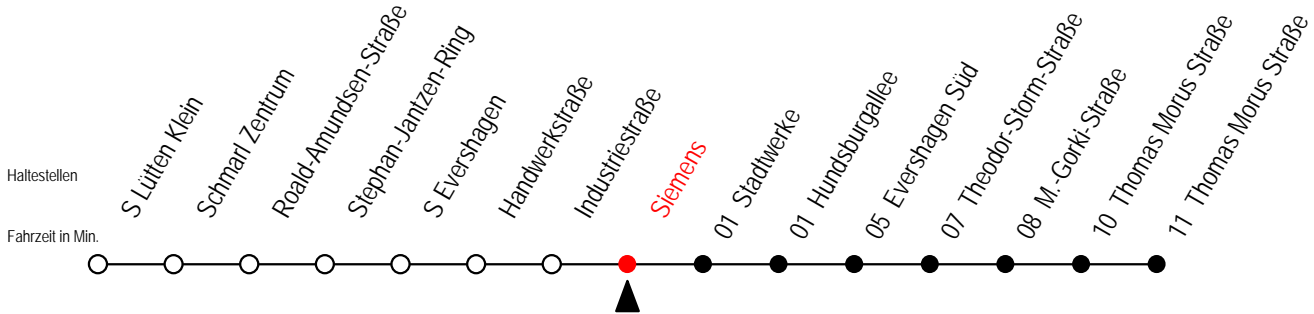 Haltestellen
Fahrzeit in Min.
S Lütten Klein
Schmarl Zentrum
Roald-Amundsen-Straße
Stephan-Jantzen-Ring
S Evershagen
Handwerkstraße
Industriestraße
Siemens
01 Stadtwerke
01 Hundsburgallee
05 Evershagen Süd
07 Theodor-Storm-Straße
08 M.-Gorki-Straße
10 Thomas Morus Straße
11 Thomas Morus Straße